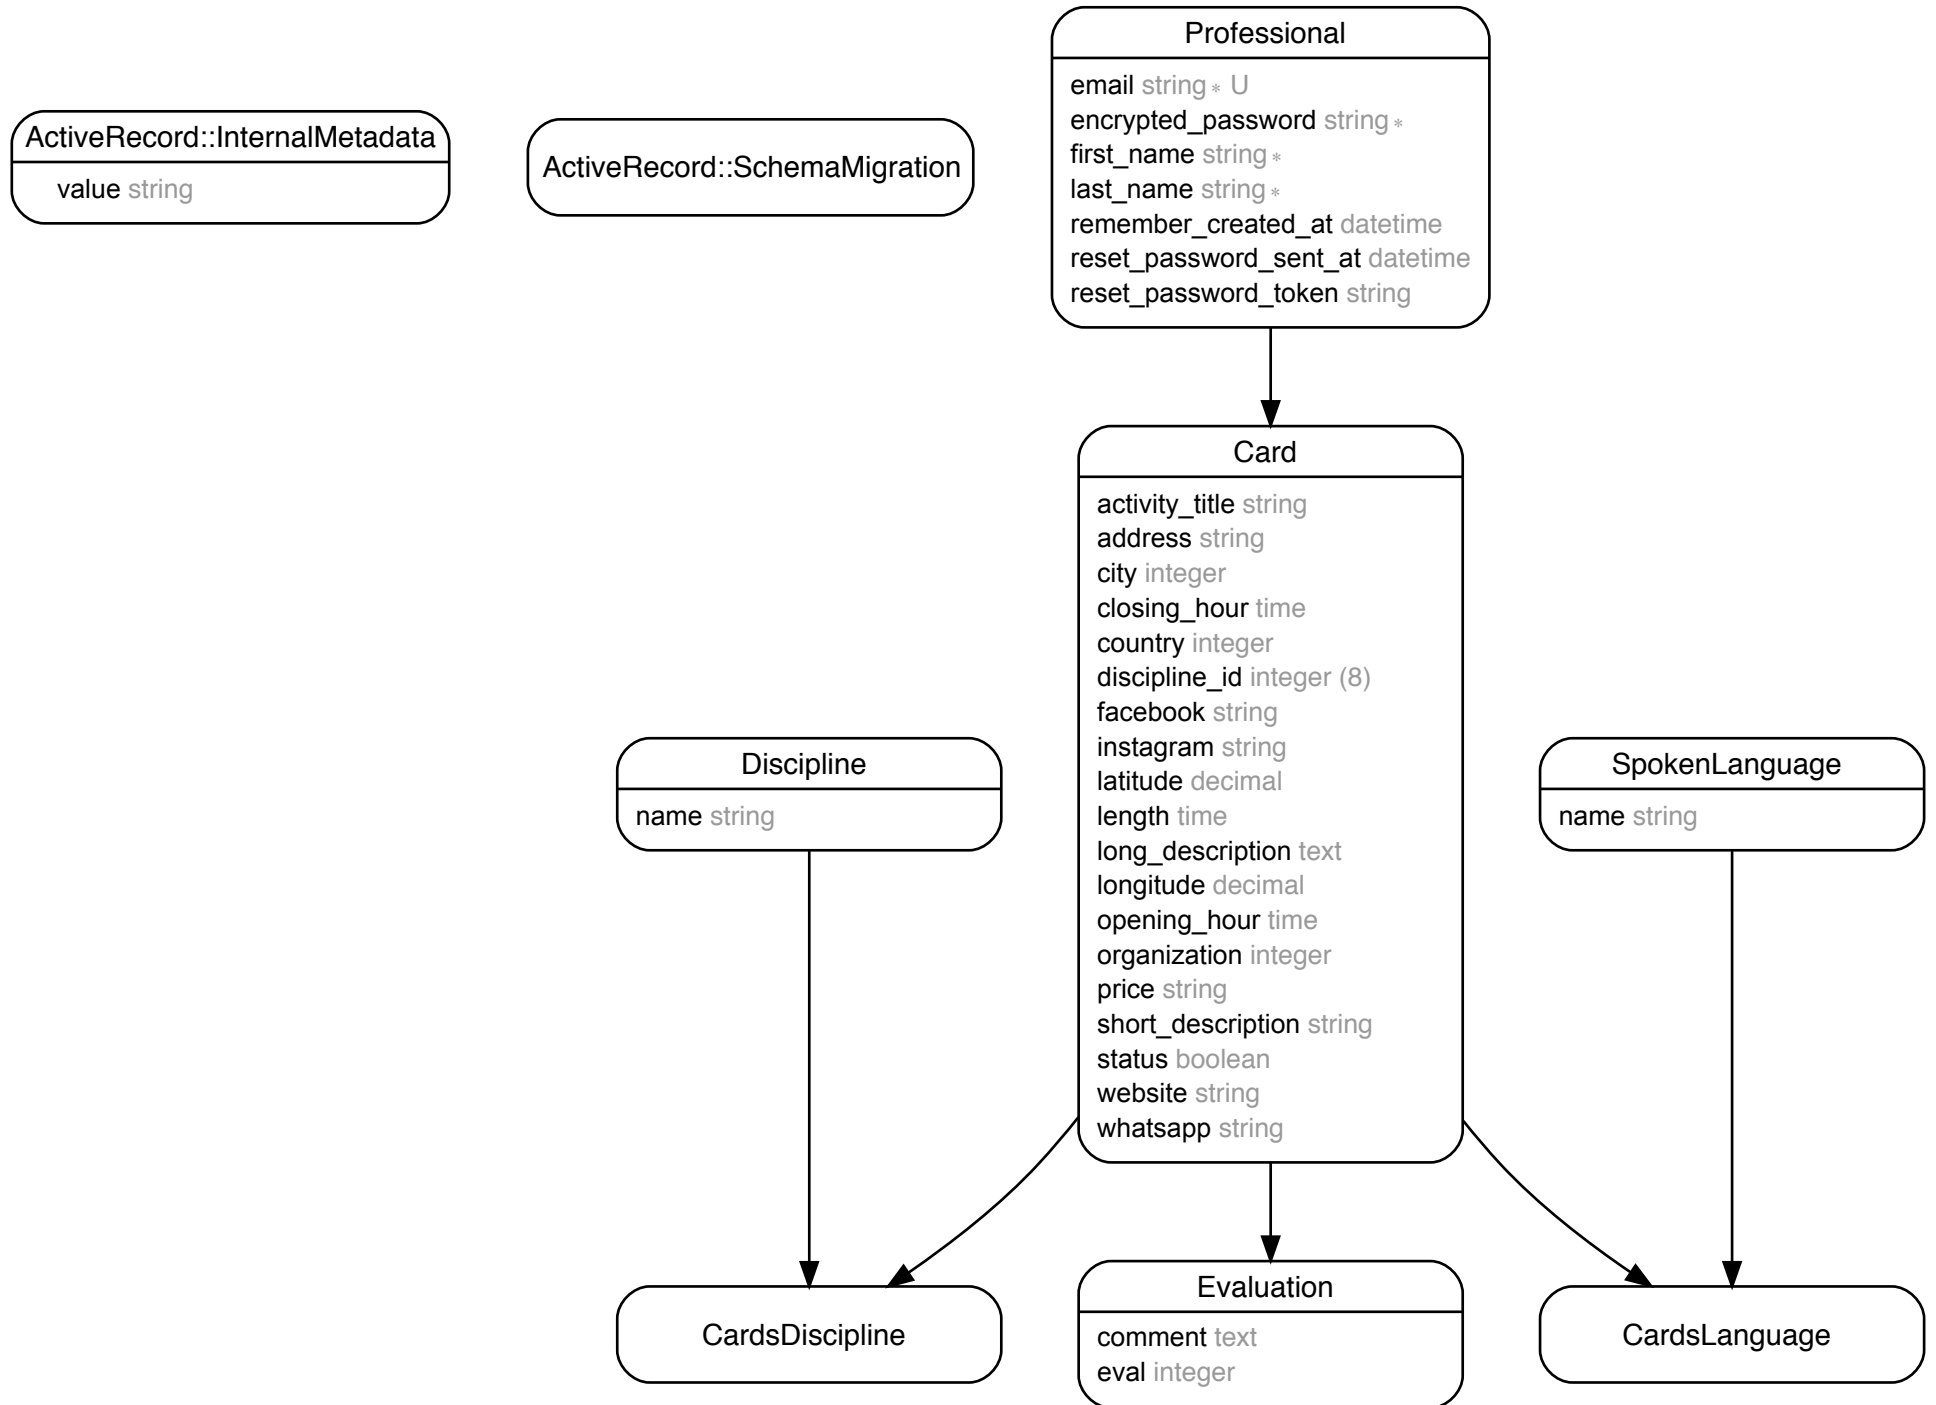 Professional
email string∗ U
encrypted_password string∗
first_name string∗
last_name string∗
remember_created_at datetime
reset_password_sent_at datetime
reset_password_token string
ActiveRecord::InternalMetadata
value string
ActiveRecord::SchemaMigration
Card
activity_title string
address string
city integer
closing_hour time
country integer
discipline_id integer (8)
facebook string
instagram string
latitude decimal
length time
long_description text
longitude decimal
opening_hour time
organization integer
price string
short_description string
status boolean
website string
whatsapp string
Discipline
name string
SpokenLanguage
name string
CardsDiscipline
Evaluation
comment text
eval integer
CardsLanguage